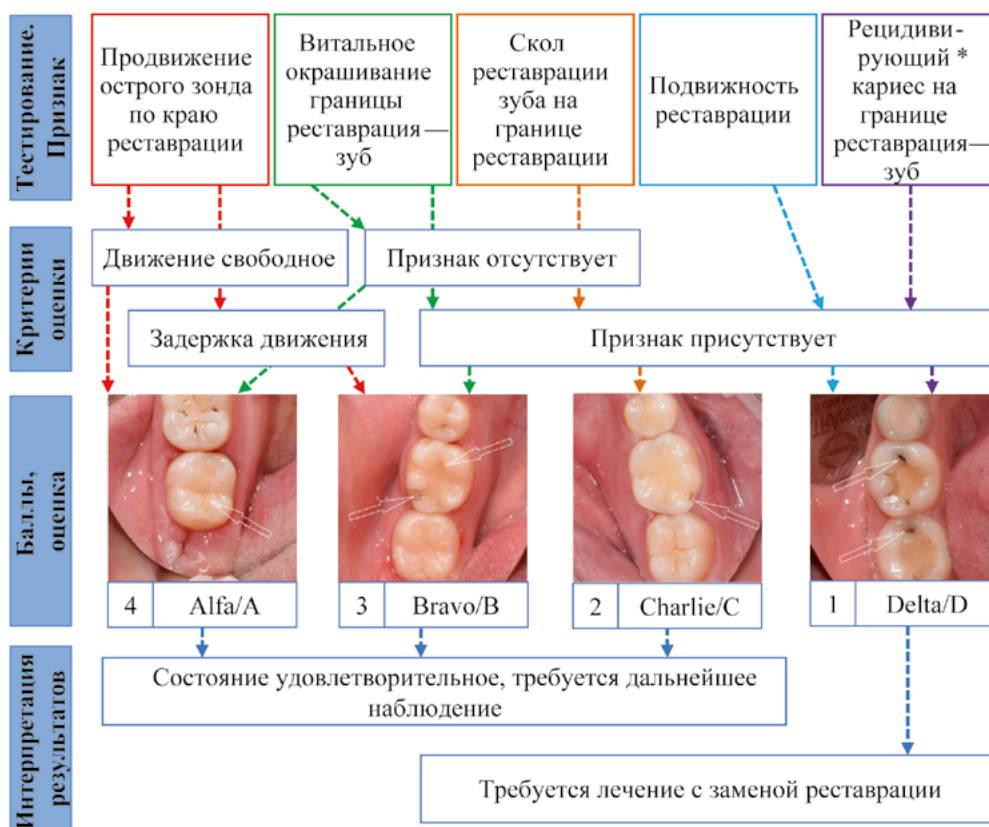 Тестирование.
Признак
Продвижение
острого зонда
по краю
реставрации
Витальное
окрашивание
границы
реставрация —
зуб
Скол
реставрации
зуба на
границе
реставрации
Подвижность
реставрации
Рецидиви-
рующий *
кариес на
границе
реставрация—
зуб
Критерии
оценки
Движение свободное
Признак отсутствует
Задержка движения
Признак присутствует
Баллы,
оценка
4 Alfa/A
3 Bravo/B
2 Charlie/C
1 Delta/D
Интерпретация
результатов
Состояние удовлетворительное, требуется дальнейшее
наблюдение
Требуется лечение с заменой реставрации